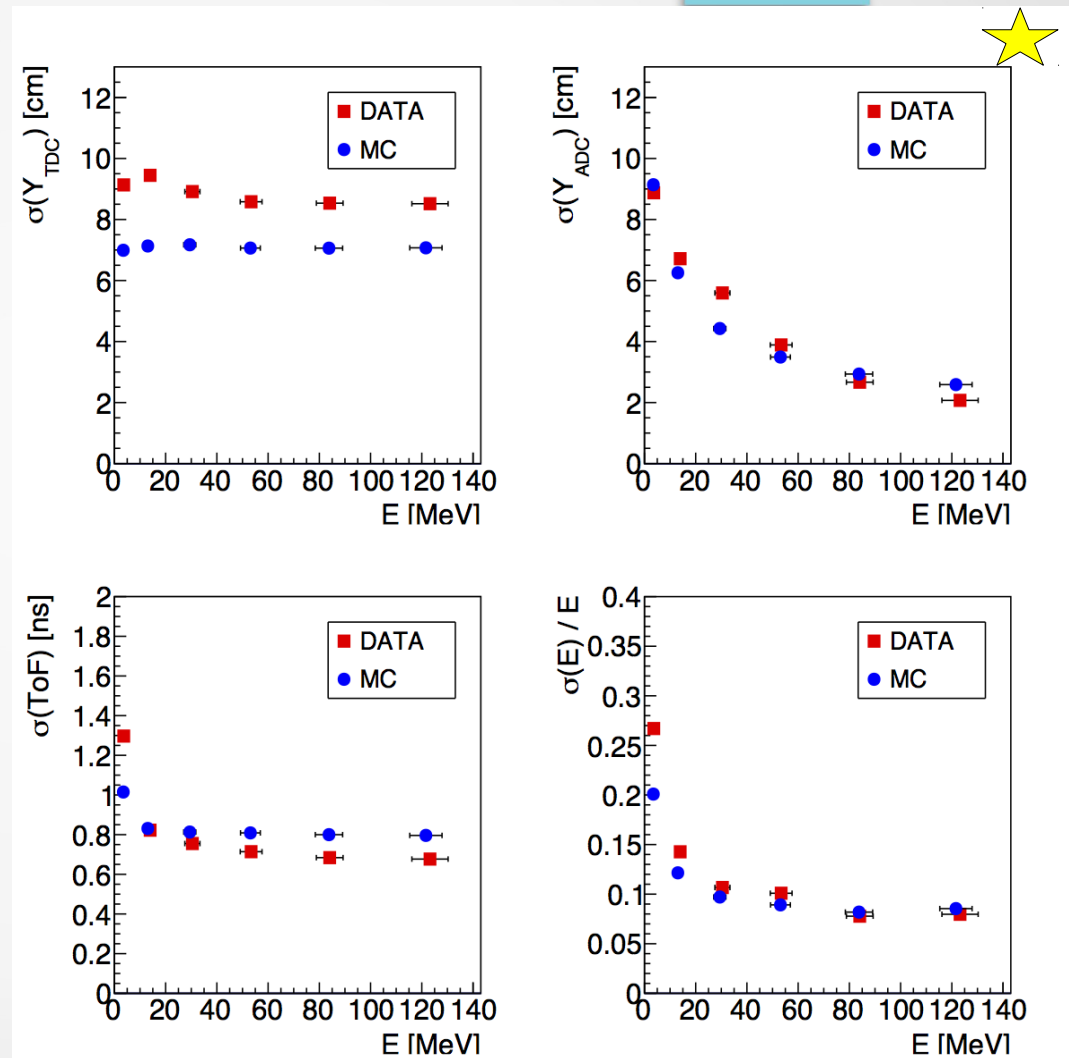 σ(Y_TDC) [cm]
12
10
8
6
4
2
0
DATA
MC
0 20 40 60 80 100 120 140
E [MeV]
σ(Y_ADC) [cm]
12
10
8
6
4
2
0
DATA
MC
0 20 40 60 80 100 120 140
E [MeV]
σ(ToF) [ns]
2
1.8
1.6
1.4
1.2
1
0.8
0.6
0.4
0.2
0
DATA
MC
0 20 40 60 80 100 120 140
E [MeV]
σ(E) / E
0.4
0.35
0.3
0.25
0.2
0.15
0.1
0.05
0
DATA
MC
0 20 40 60 80 100 120 140
E [MeV]